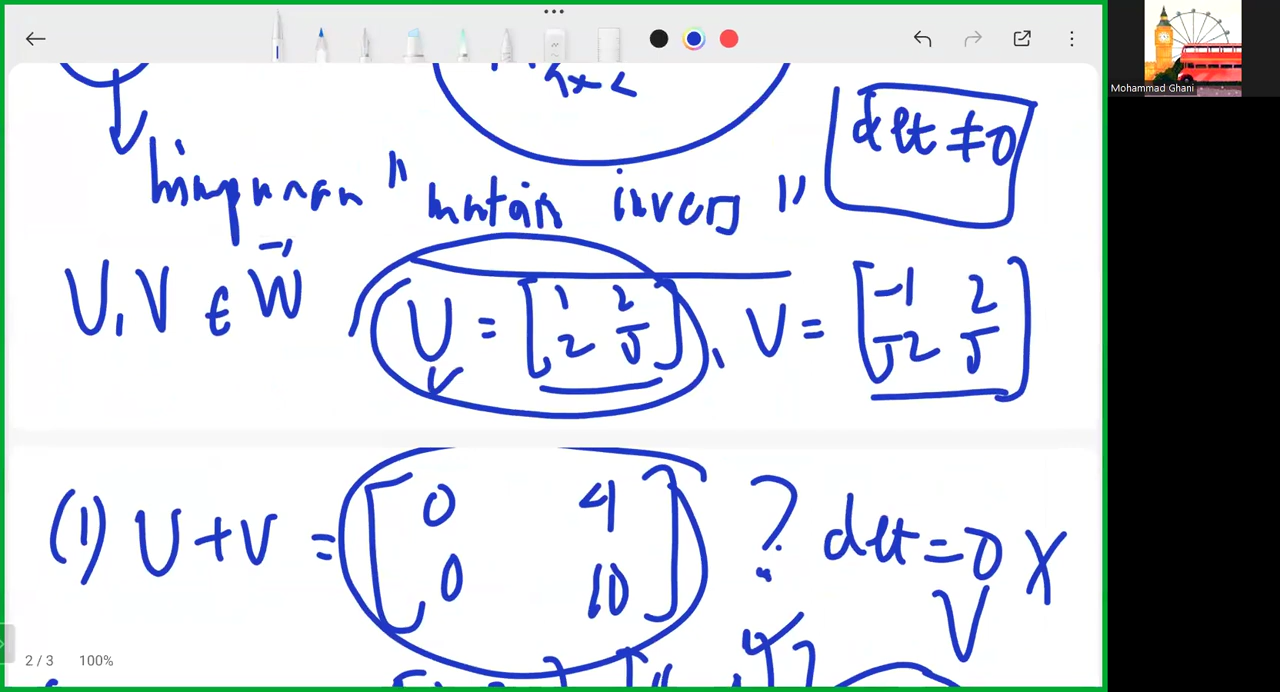 Mohammad Ghani
2x2
det ≠ 0
himpunan "matriks invers"
U, V ∈ W
U = [1 2
2 5], V = [-1 2
-2 5]
(1) U + V = [0 4
0 10] ? det = 0 X
V
2 / 3 100%